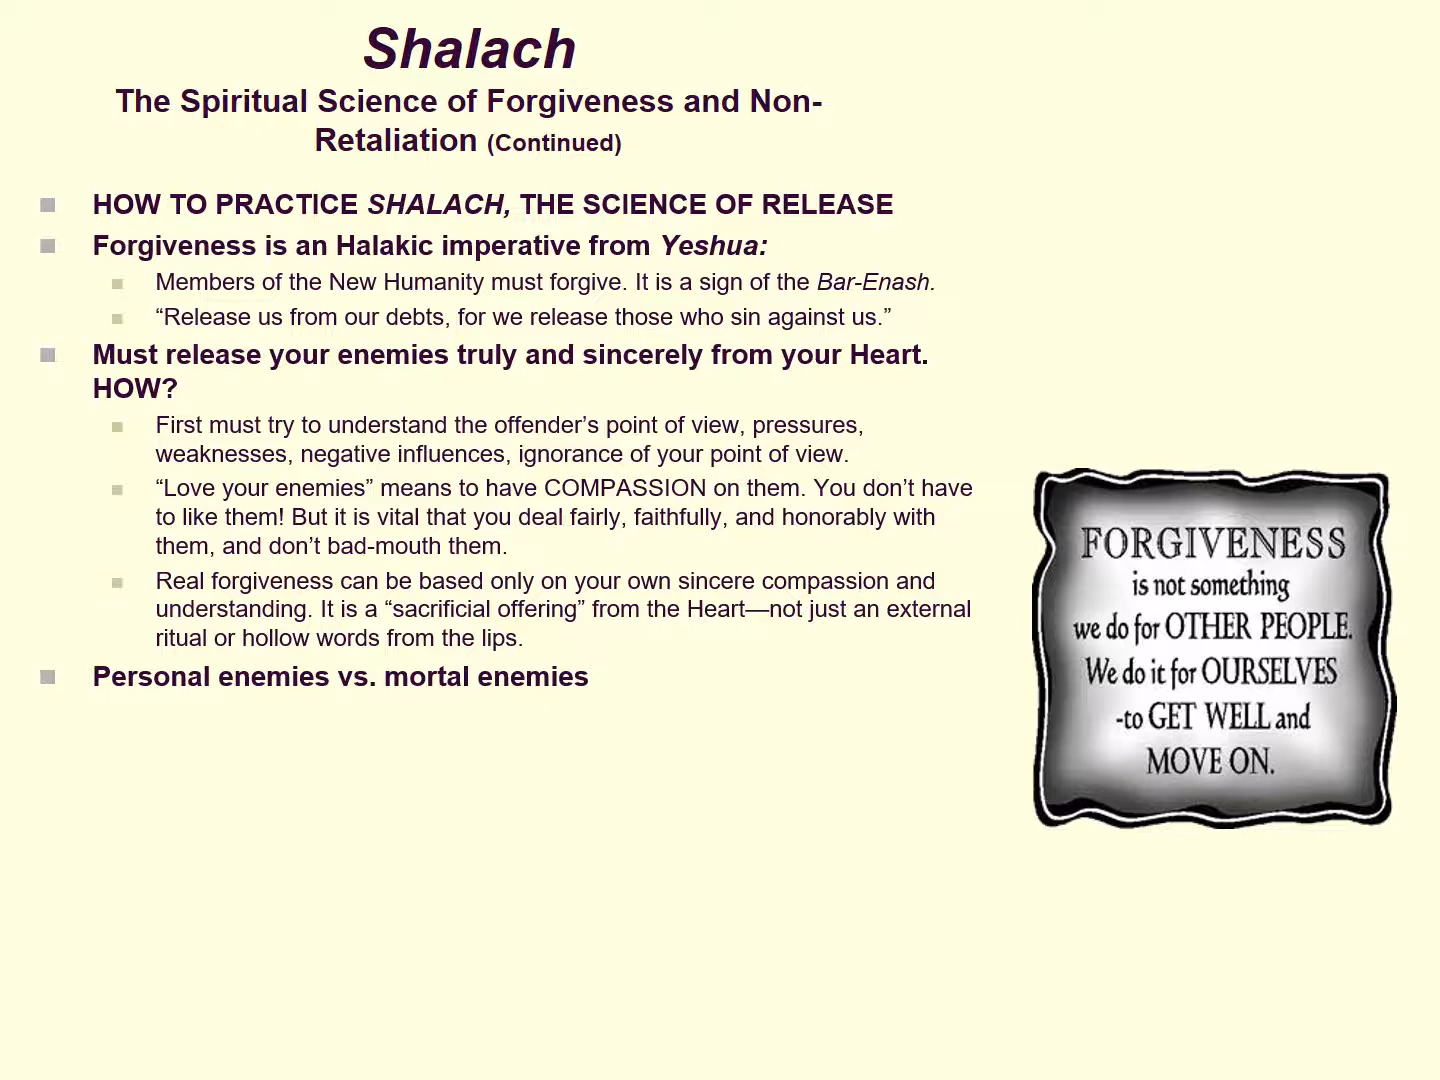 Shalach
The Spiritual Science of Forgiveness and Non-
Retaliation (Continued)
HOW TO PRACTICE SHALACH, THE SCIENCE OF RELEASE
Forgiveness is an Halakic imperative from Yeshua:
Members of the New Humanity must forgive. It is a sign of the Bar-Enash.
“Release us from our debts, for we release those who sin against us.”
Must release your enemies truly and sincerely from your Heart.
HOW?
First must try to understand the offender’s point of view, pressures,
weaknesses, negative influences, ignorance of your point of view.
“Love your enemies” means to have COMPASSION on them. You don’t have
to like them! But it is vital that you deal fairly, faithfully, and honorably with
them, and don’t bad-mouth them.
Real forgiveness can be based only on your own sincere compassion and
understanding. It is a “sacrificial offering” from the Heart—not just an external
ritual or hollow words from the lips.
Personal enemies vs. mortal enemies
FORGIVENESS
is not something
we do for OTHER PEOPLE.
We do it for OURSELVES
-to GET WELL and
MOVE ON.